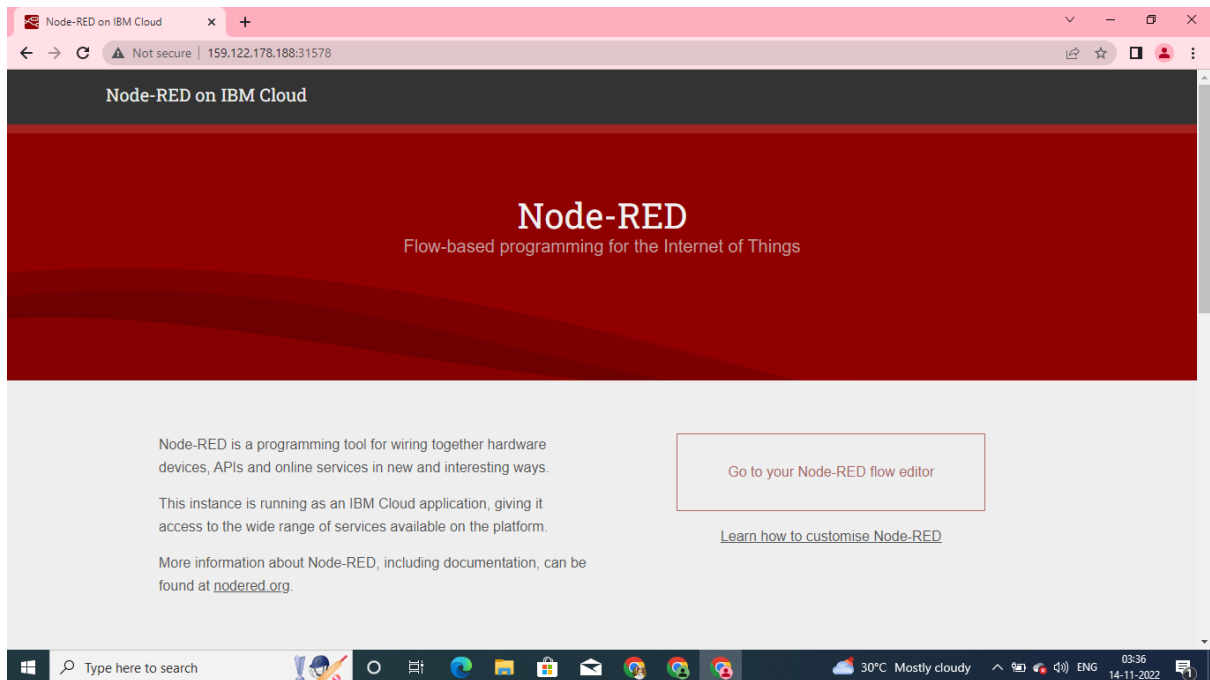 Node-RED on IBM Cloud
Not secure | 159.122.178.188:31578
Node-RED on IBM Cloud
Node-RED
Flow-based programming for the Internet of Things
Node-RED is a programming tool for wiring together hardware
devices, APIs and online services in new and interesting ways.
This instance is running as an IBM Cloud application, giving it
access to the wide range of services available on the platform.
More information about Node-RED, including documentation, can be
found at nodered.org.
Go to your Node-RED flow editor
Learn how to customise Node-RED
Type here to search
30°C Mostly cloudy
ENG
03:36
14-11-2022
1